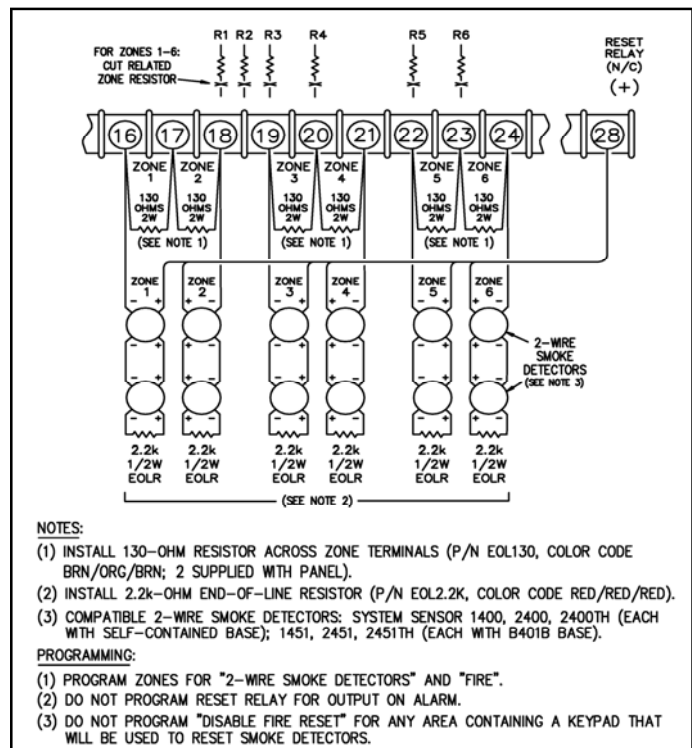 R1 R2 R3 R4 R5 R6
FOR ZONES 1-6:
CUT RELATED
ZONE RESISTOR
RESET
RELAY
(N/C)
(+)
16 17 18 19 20 21 22 23 24 28
ZONE ZONE ZONE ZONE ZONE ZONE
1 2 3 4 5 6
130 130 130 130 130 130
OHMS OHMS OHMS OHMS OHMS OHMS
2W 2W 2W 2W 2W 2W
(SEE NOTE 1) (SEE NOTE 1) (SEE NOTE 1)
ZONE ZONE ZONE ZONE ZONE ZONE
1 2 3 4 5 6
- + + - - + + - - + + -
- + + - - + + - - + + -
2-WIRE
SMOKE
DETECTORS
(SEE NOTE 3)
- + + - - + + - - + + -
- + + - - + + - - + + -
2.2k 2.2k 2.2k 2.2k 2.2k 2.2k
1/2W 1/2W 1/2W 1/2W 1/2W 1/2W
EOLR EOLR EOLR EOLR EOLR EOLR
(SEE NOTE 2)
NOTES:
(1) INSTALL 130-OHM RESISTOR ACROSS ZONE TERMINALS (P/N EOL130, COLOR CODE
BRN/ORG/BRN; 2 SUPPLIED WITH PANEL).
(2) INSTALL 2.2k-OHM END-OF-LINE RESISTOR (P/N EOL2.2K, COLOR CODE RED/RED/RED).
(3) COMPATIBLE 2-WIRE SMOKE DETECTORS: SYSTEM SENSOR 1400, 2400, 2400TH (EACH
WITH SELF-CONTAINED BASE); 1451, 2451, 2451TH (EACH WITH B401B BASE).
PROGRAMMING:
(1) PROGRAM ZONES FOR "2-WIRE SMOKE DETECTORS" AND "FIRE".
(2) DO NOT PROGRAM RESET RELAY FOR OUTPUT ON ALARM.
(3) DO NOT PROGRAM "DISABLE FIRE RESET" FOR ANY AREA CONTAINING A KEYPAD THAT
WILL BE USED TO RESET SMOKE DETECTORS.